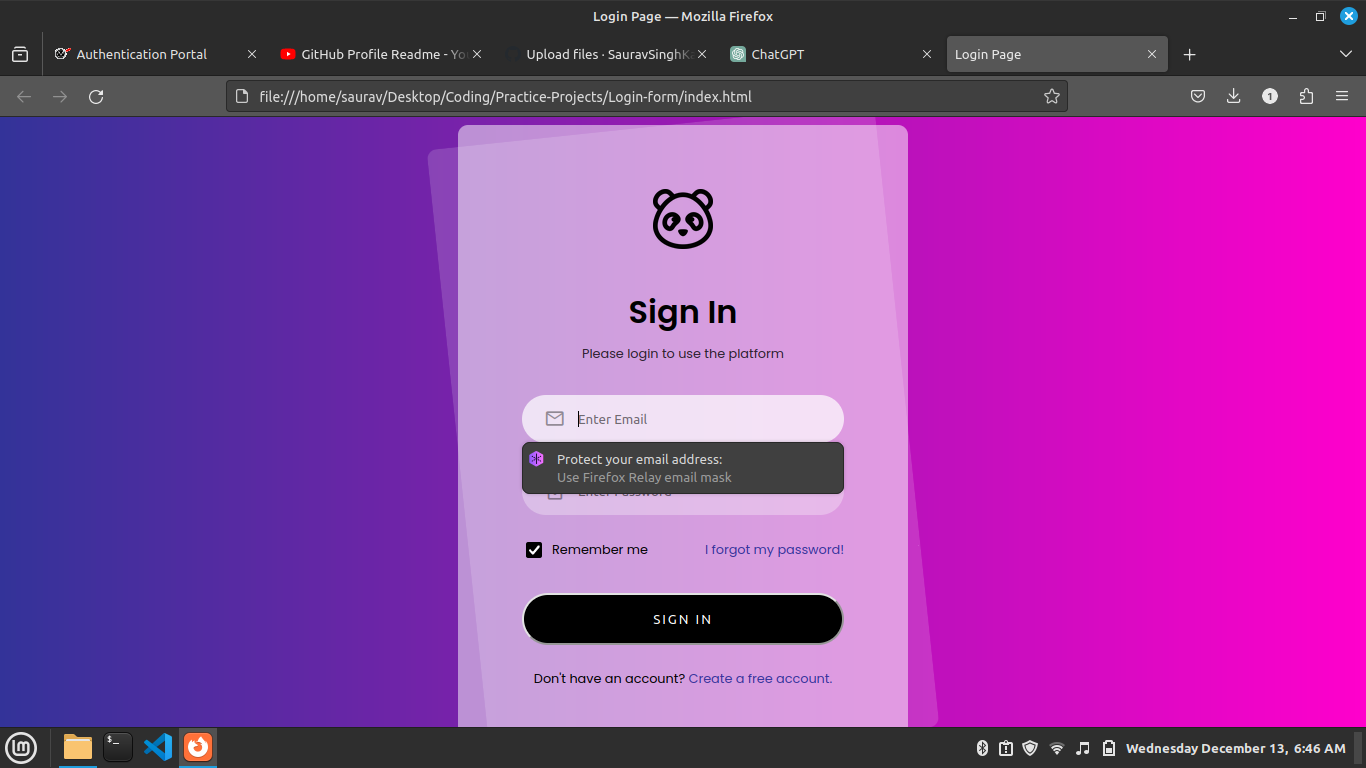 Login Page — Mozilla Firefox
Authentication Portal
GitHub Profile Readme - Yo
Upload files · SauravSinghK
ChatGPT
Login Page
file:///home/saurav/Desktop/Coding/Practice-Projects/Login-form/index.html
1
Sign In
Please login to use the platform
Enter Email
Protect your email address:
Use Firefox Relay email mask
Enter Password
Remember me
I forgot my password!
SIGN IN
Don't have an account? Create a free account.
Wednesday December 13, 6:46 AM